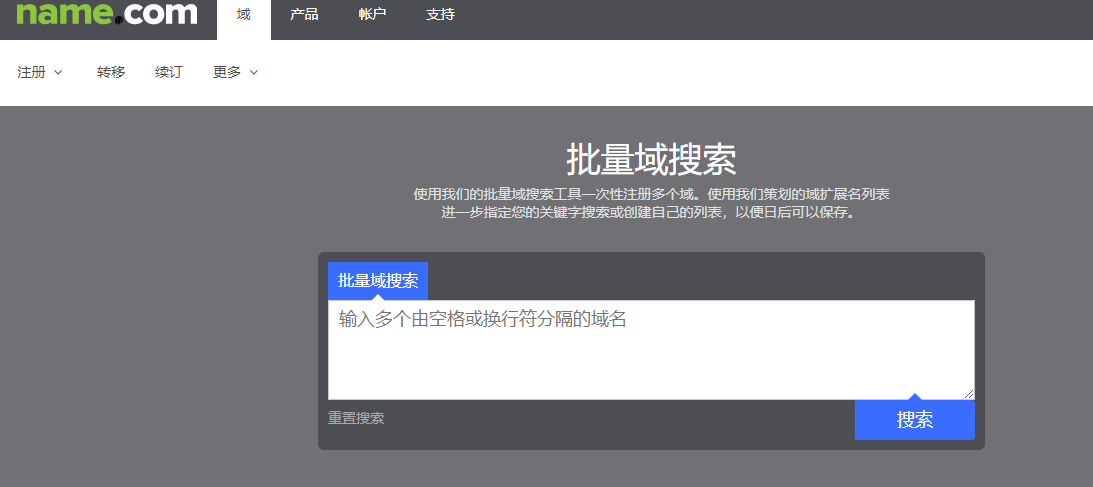 name.com
域 产品 帐户 支持
注册 转移 续订 更多
批量域搜索
使用我们的批量域搜索工具一次性注册多个域。使用我们策划的域扩展名列表
进一步指定您的关键字搜索或创建自己的列表，以便日后可以保存。
批量域搜索
输入多个由空格或换行符分隔的域名
重置搜索
搜索